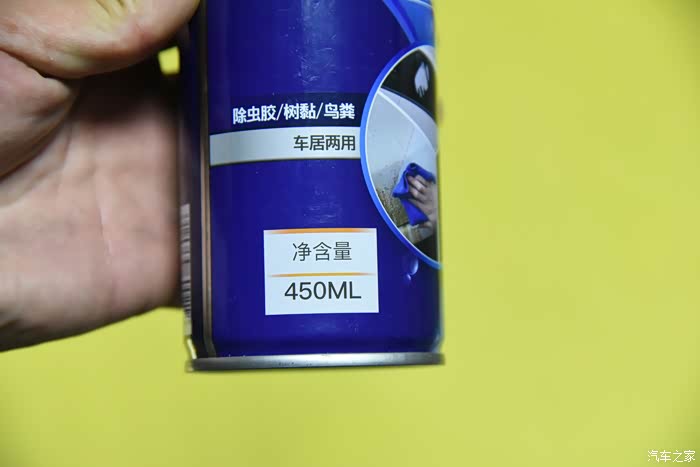 除虫胶/树黏/鸟粪
车居两用
净含量
450ML
汽车之家